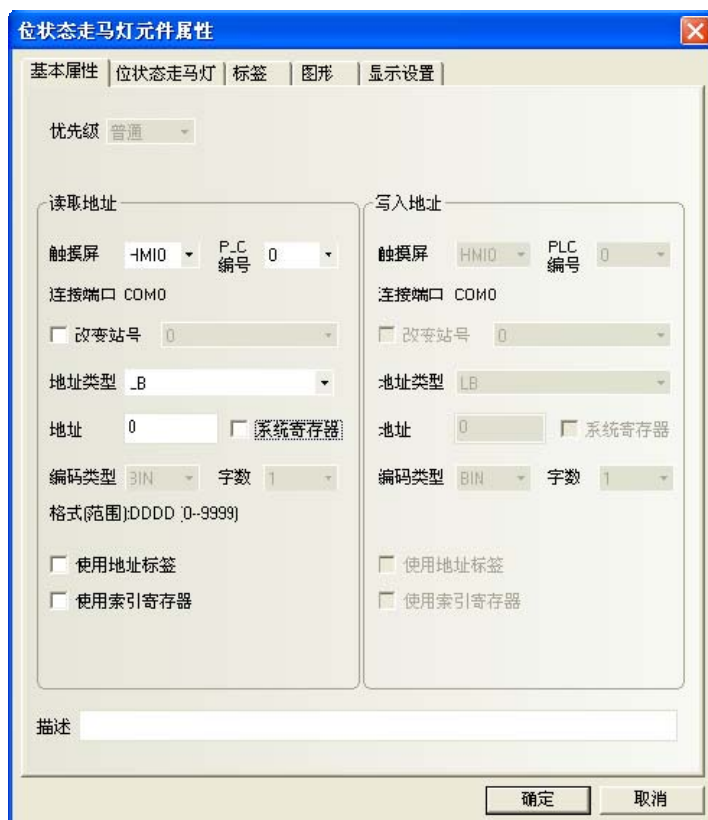 位状态走马灯元件属性
基本属性 位状态走马灯 标签 图形 显示设置
优先级 普通
读取地址
触摸屏 HMI0 PLC编号 0
连接端口 COM0
改变站号 0
地址类型 LB
地址 0 系统寄存器
编码类型 BIN 字数 1
格式(范围):DDDD [0--9999]
使用地址标签
使用索引寄存器
写入地址
触摸屏 HMI0 PLC编号 0
连接端口 COM0
改变站号 0
地址类型 LB
地址 0 系统寄存器
编码类型 BIN 字数 1
使用地址标签
使用索引寄存器
描述
确定 取消